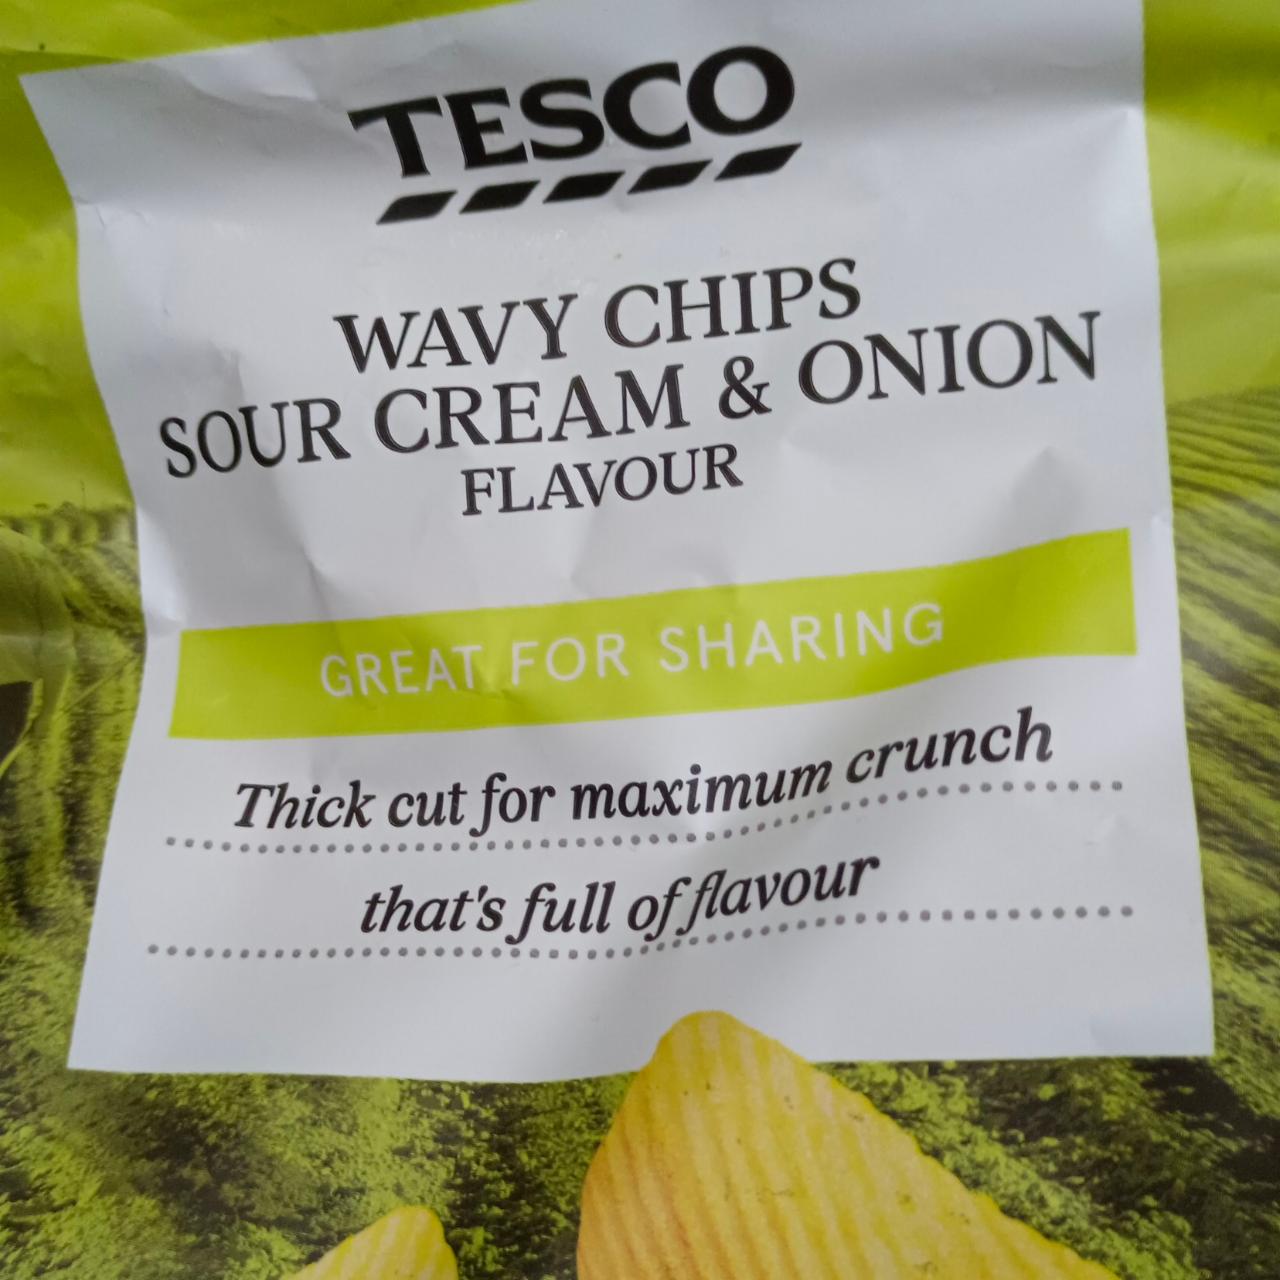 TESCO
WAVY CHIPS
SOUR CREAM & ONION
FLAVOUR
GREAT FOR SHARING
Thick cut for maximum crunch
that's full of flavour